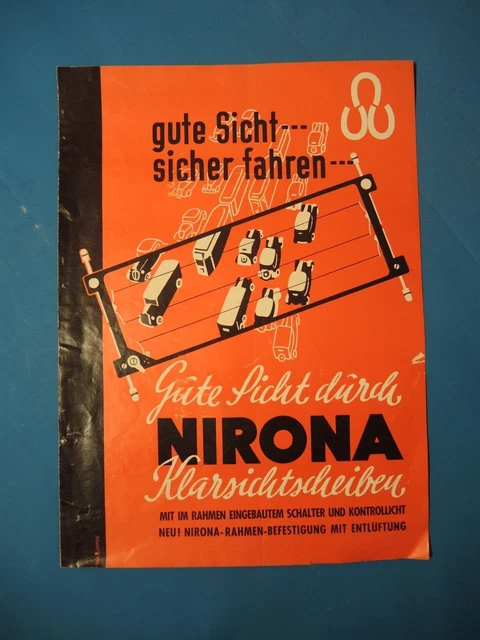 gute Sicht---
sicher fahren---
Gute Sicht durch
NIRONA
Klarsichtscheiben
MIT IM RAHMEN EINGEBAUTEM SCHALTER UND KONTROLLICHT
NEU! NIRONA-RAHMEN-BEFESTIGUNG MIT ENTLÜFTUNG